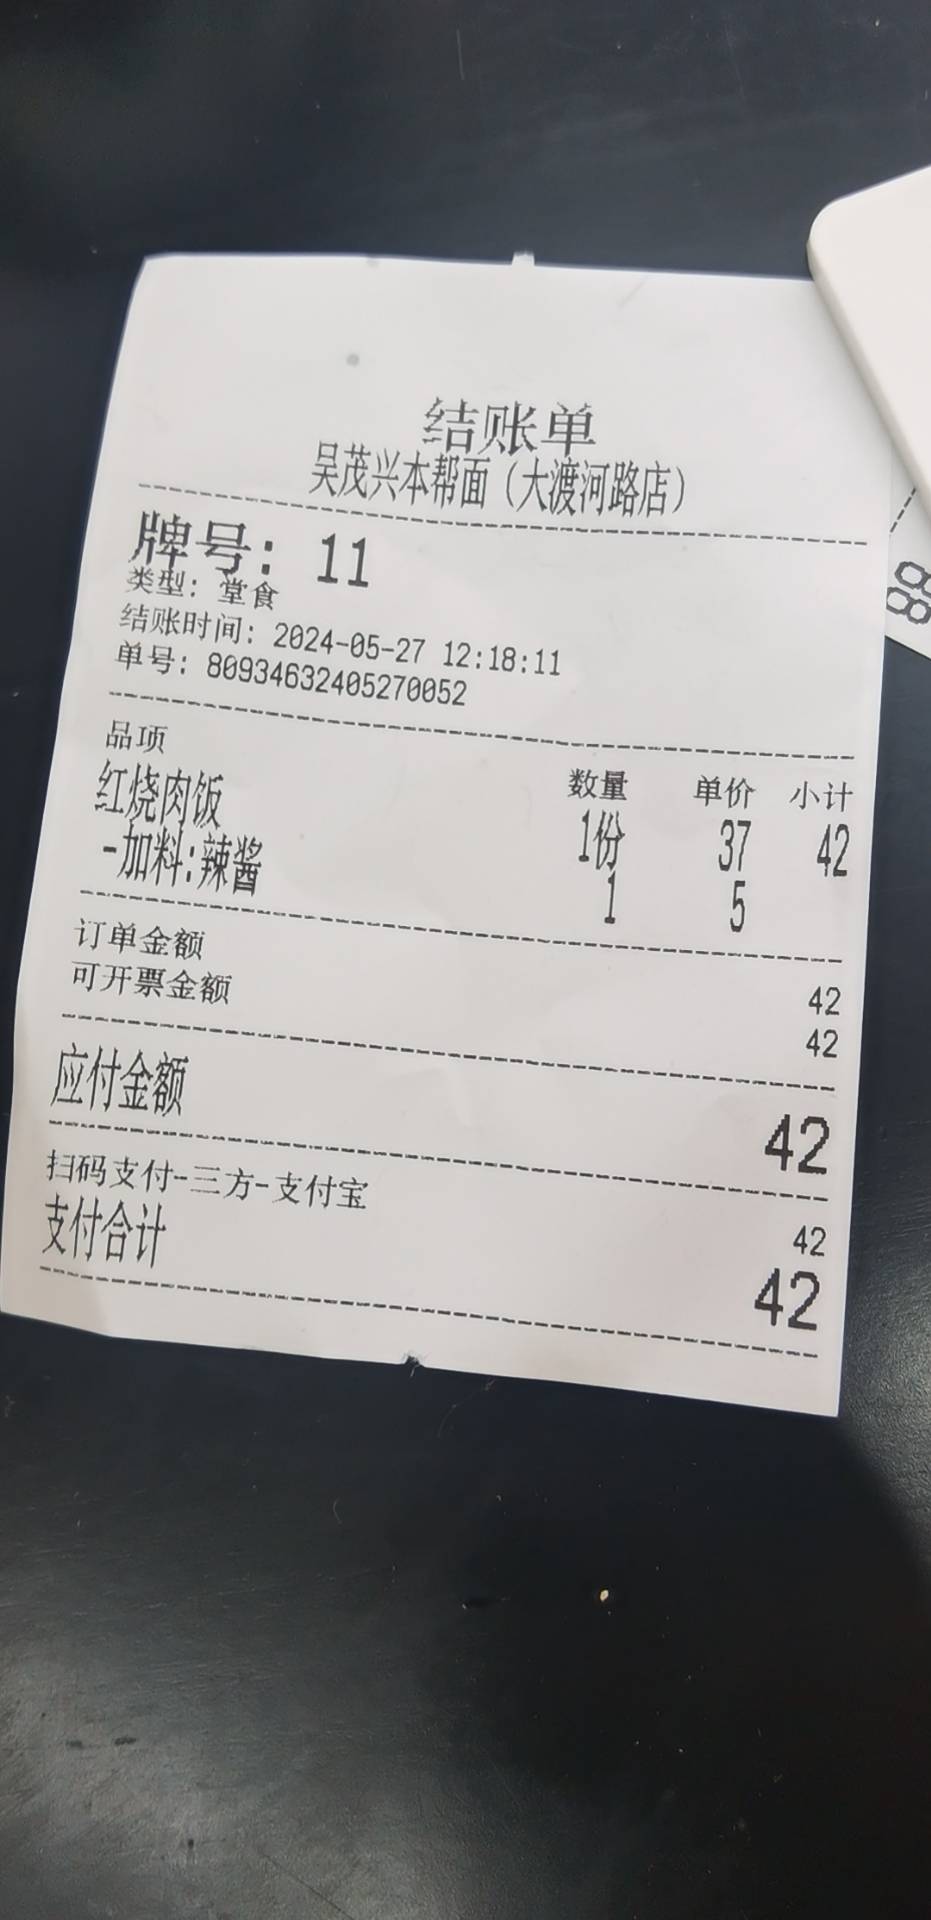 结账单
吴茂兴本帮面（大渡河路店）
牌号: 11
类型: 堂食
结账时间: 2024-05-27 12:18:11
单号: 80934632405270052
品项 数量 单价 小计
红烧肉饭 1份 37 42
-加料:辣酱 1 5
订单金额 42
可开票金额 42
应付金额 42
扫码支付-三方-支付宝 42
支付合计 42